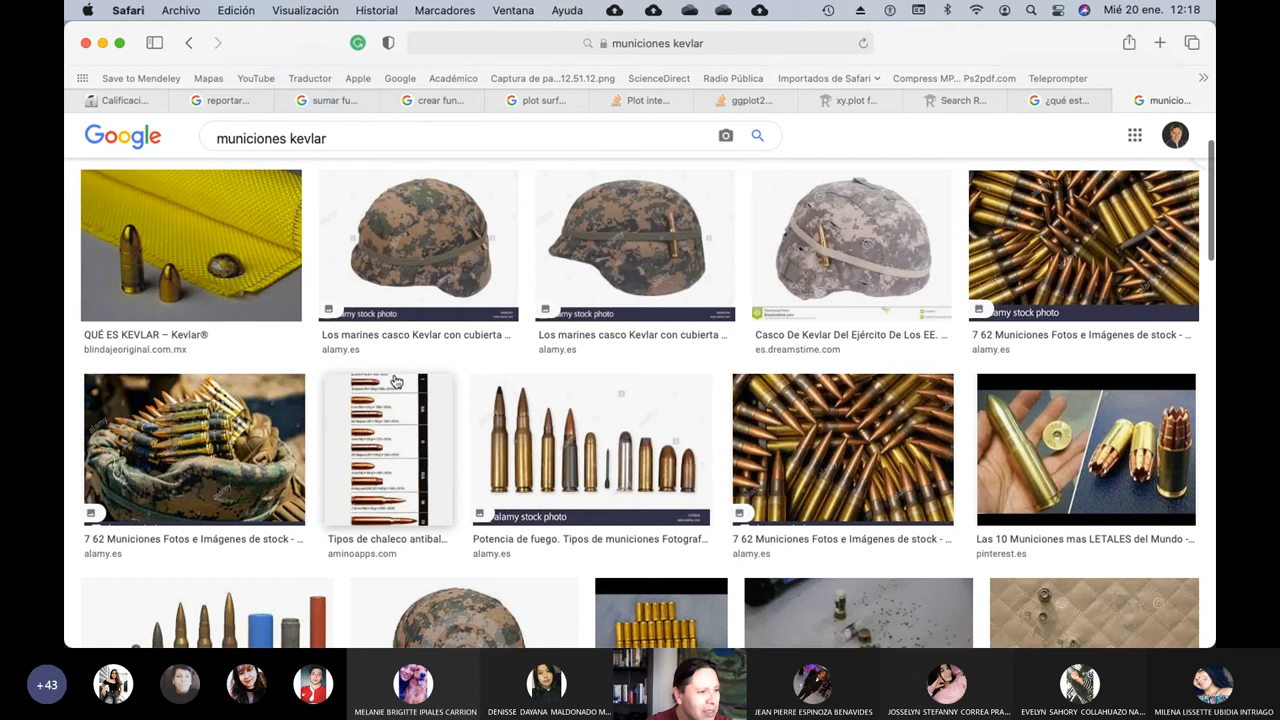 Safari Archivo Edición Visualización Historial Marcadores Ventana Ayuda Mié 20 ene. 12:18
municiones kevlar
Save to Mendeley Mapas YouTube Traductor Apple Google Académico Captura de pa...12.51.12.png ScienceDirect Radio Pública Importados de Safari Compress MP... Ps2pdf.com Teleprompter
Calificaci... reportar... sumar fu... crear fun... plot surf... Plot inte... ggplot2... xy.plot f... Search R... ¿qué est... municio...
Google municiones kevlar
alamy stock photo
alamy stock photo
alamy stock photo
QUÉ ES KEVLAR – Kevlar®
blindajeoriginal.com.mx
Los marines casco Kevlar con cubierta ...
alamy.es
Los marines casco Kevlar con cubierta ...
alamy.es
Casco De Kevlar Del Ejército De Los EE. ...
es.dreamstime.com
7 62 Municiones Fotos e Imágenes de stock - ...
alamy.es
alamy stock photo
7 62 Municiones Fotos e Imágenes de stock - ...
alamy.es
Tipos de chaleco antibal...
aminoapps.com
Potencia de fuego. Tipos de municiones Fotograf...
alamy.es
7 62 Municiones Fotos e Imágenes de stock - ...
alamy.es
Las 10 Municiones mas LETALES del Mundo -...
pinterest.es
+43
MELANIE BRIGITTE IPIALES CARRION
DENISSE DAYANA MALDONADO M...
JEAN PIERRE ESPINOZA BENAVIDES
JOSSELYN STEFANNY CORREA PRA...
EVELYN SAHORY COLLAHUAZO NA...
MILENA LISSETTE UBIDIA INTRIAGO